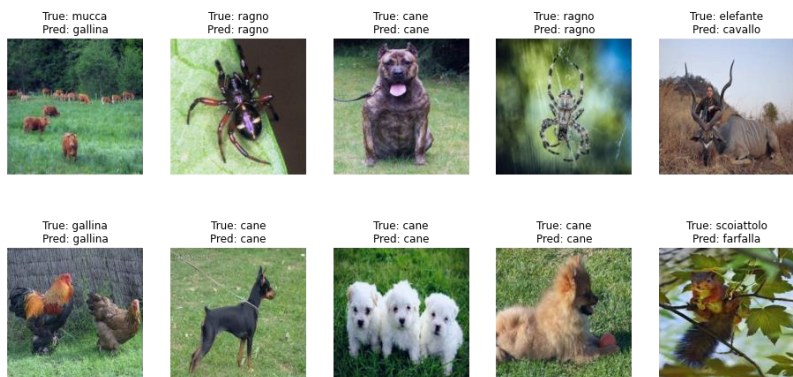 True: mucca
Pred: gallina
True: ragno
Pred: ragno
True: cane
Pred: cane
True: ragno
Pred: ragno
True: elefante
Pred: cavallo
True: gallina
Pred: gallina
True: cane
Pred: cane
True: cane
Pred: cane
True: cane
Pred: cane
True: scoiattolo
Pred: farfalla